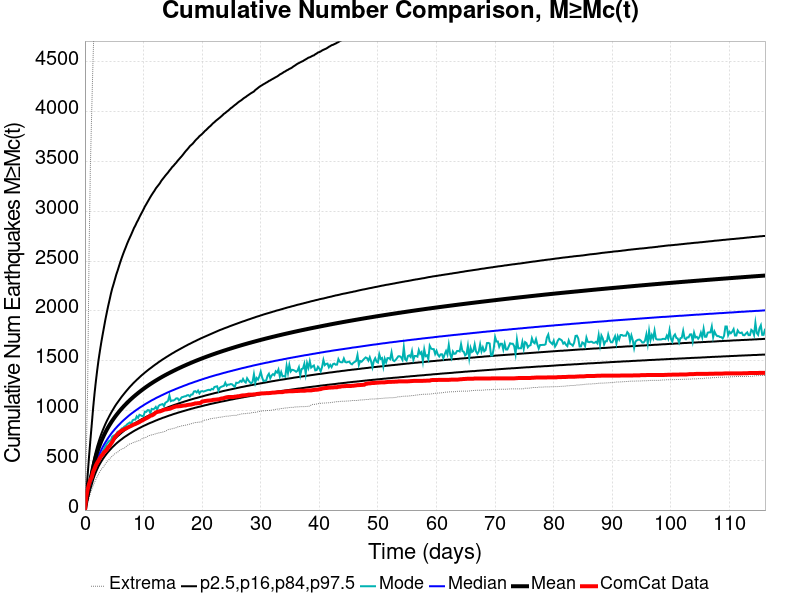 Cumulative Number Comparison, M≥Mc(t)
Cumulative Num Earthquakes M≥Mc(t)
4500
4000
3500
3000
2500
2000
1500
1000
500
0
0 10 20 30 40 50 60 70 80 90 100 110
Time (days)
Extrema p2.5,p16,p84,p97.5 Mode Median Mean ComCat Data